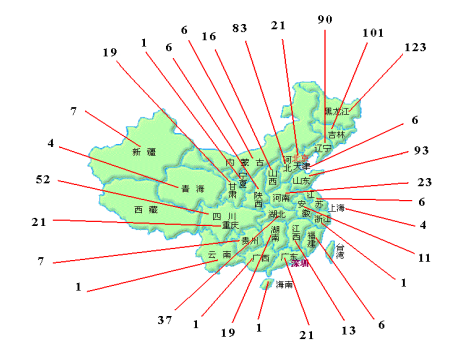 90
83
21
101
16
6
123
1
6
19
7
黑龙江
吉林
6
辽宁
4
新疆
内蒙古
河北
北京
天津
93
宁夏
山西
山东
52
青海
甘肃
陕西
河南
23
江苏
6
西藏
四川
湖北
安徽
上海
4
21
重庆
浙江
湖南
江西
11
贵州
福建
台湾
7
云南
广西
广东
深圳
1
1
海南
37
1
19
1
21
13
6